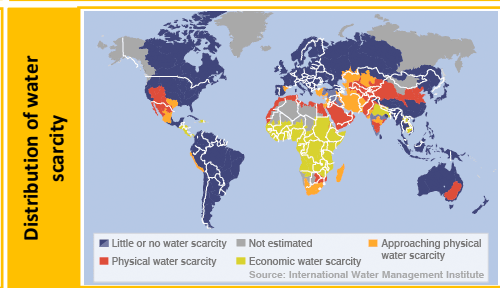 Distribution of water
scarcity
Little or no water scarcity
Not estimated
Approaching physical
water scarcity
Physical water scarcity
Economic water scarcity
Source: International Water Management Institute